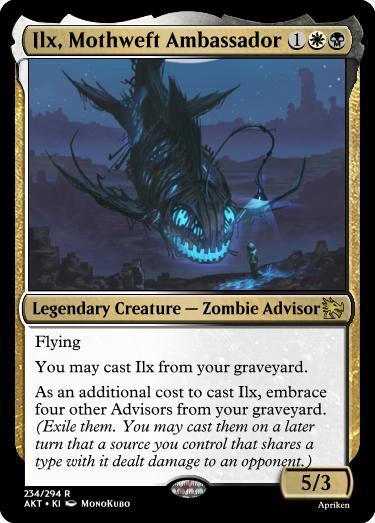 Ilx, Mothweft Ambassador 1
Legendary Creature — Zombie Advisor
Flying
You may cast Ilx from your graveyard.
As an additional cost to cast Ilx, embrace
four other Advisors from your graveyard.
(Exile them. You may cast them on a later
turn that a source you control that shares a
type with it dealt damage to an opponent.)
5/3
234/294 R
AKT • KI MonoKubo
Apriken